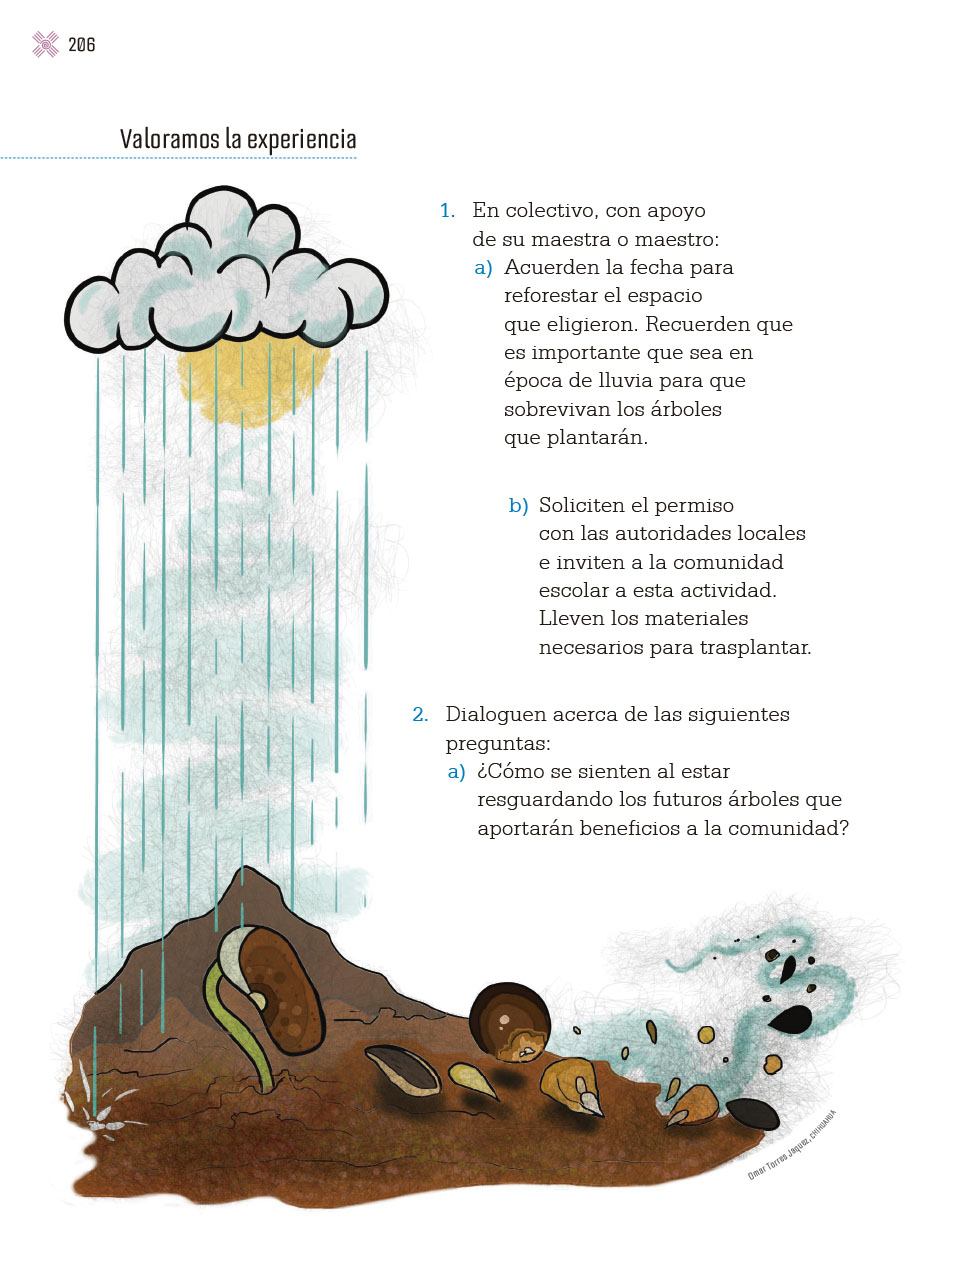 206
Valoramos la experiencia
1. En colectivo, con apoyo
de su maestra o maestro:
a) Acuerden la fecha para
reforestar el espacio
que eligieron. Recuerden que
es importante que sea en
época de lluvia para que
sobrevivan los árboles
que plantarán.
b) Soliciten el permiso
con las autoridades locales
e inviten a la comunidad
escolar a esta actividad.
Lleven los materiales
necesarios para trasplantar.
2. Dialoguen acerca de las siguientes
preguntas:
a) ¿Cómo se sienten al estar
resguardando los futuros árboles que
aportarán beneficios a la comunidad?
Omar Torres Jaquez, CHIHUAHUA